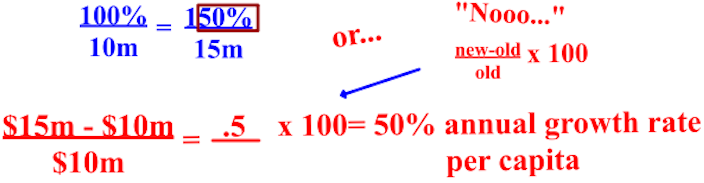 100% = 150%
10m 15m
or...
"Nooo..."
new-old x 100
old
$15m - $10m = .5 x 100= 50% annual growth rate
$10m per capita